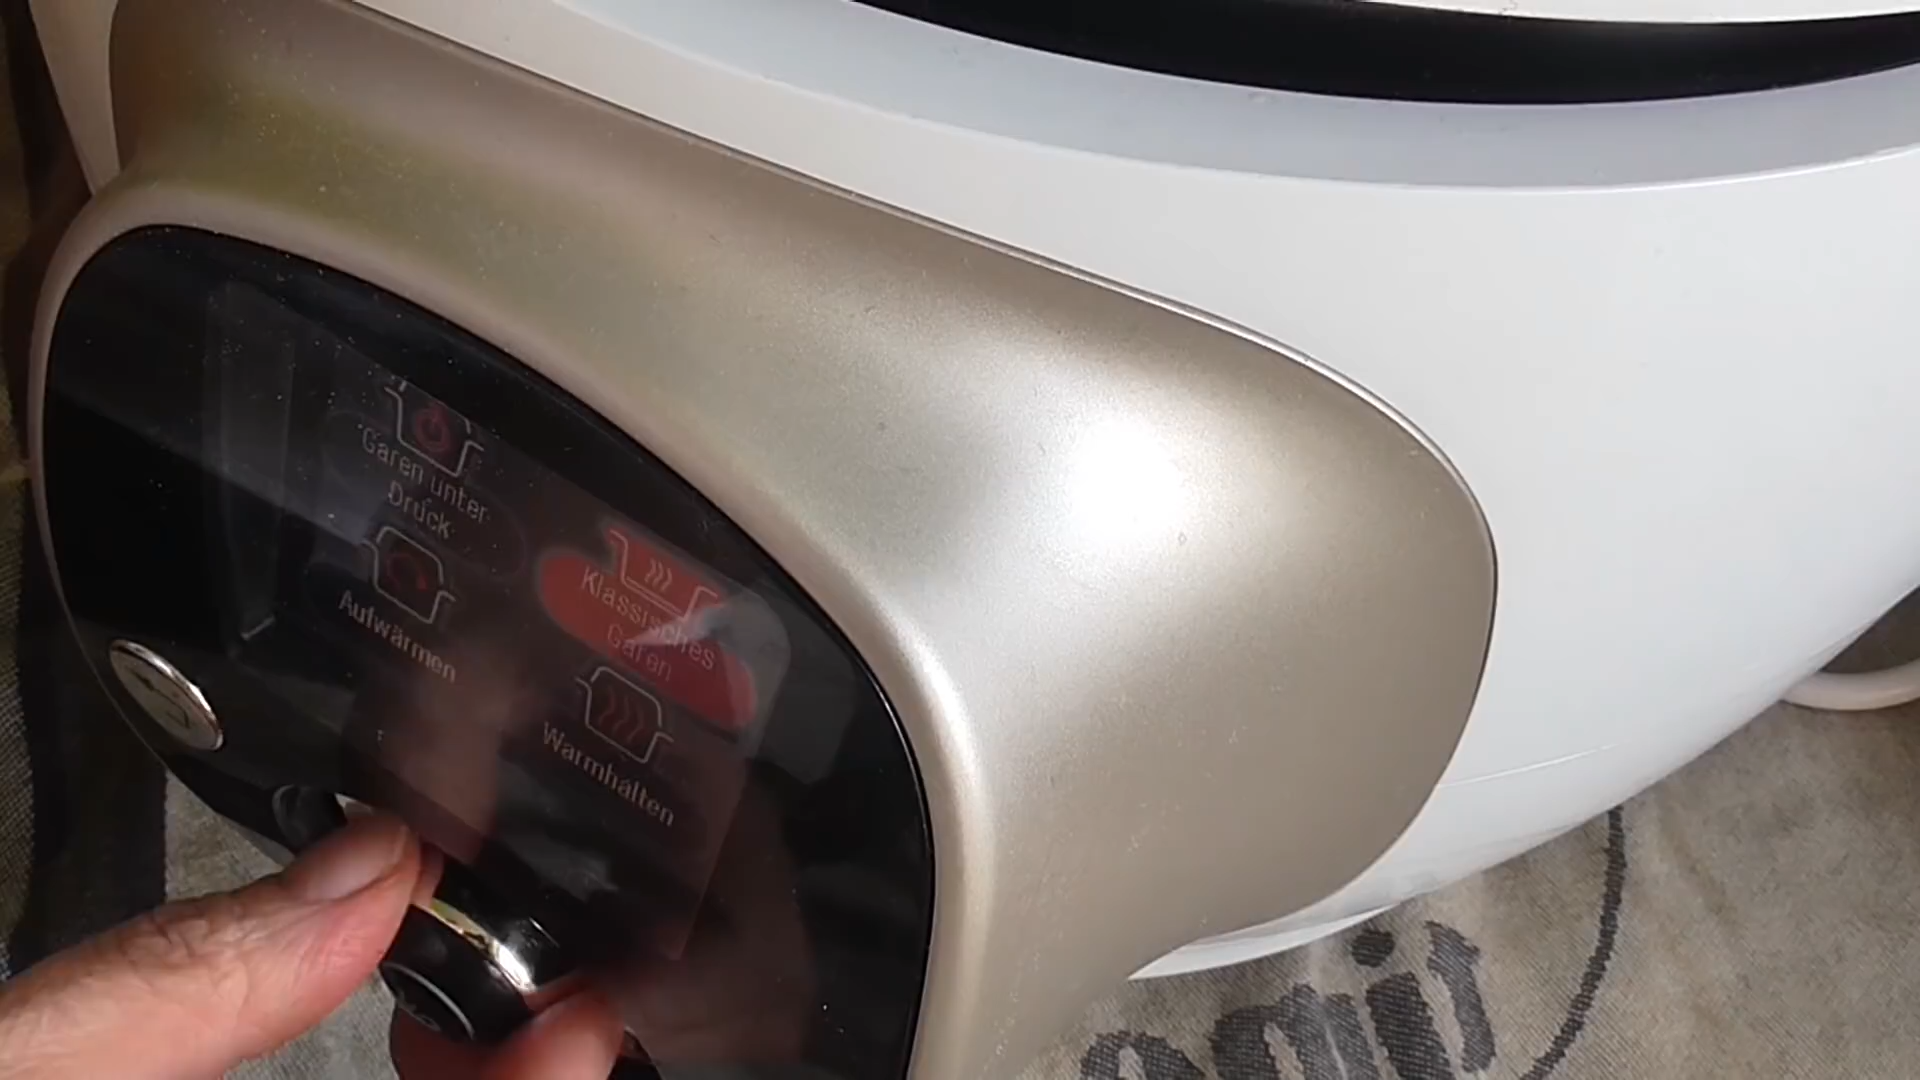 Garen unter
Druck
Klassisches
Garen
Aufwärmen
Warmhalten